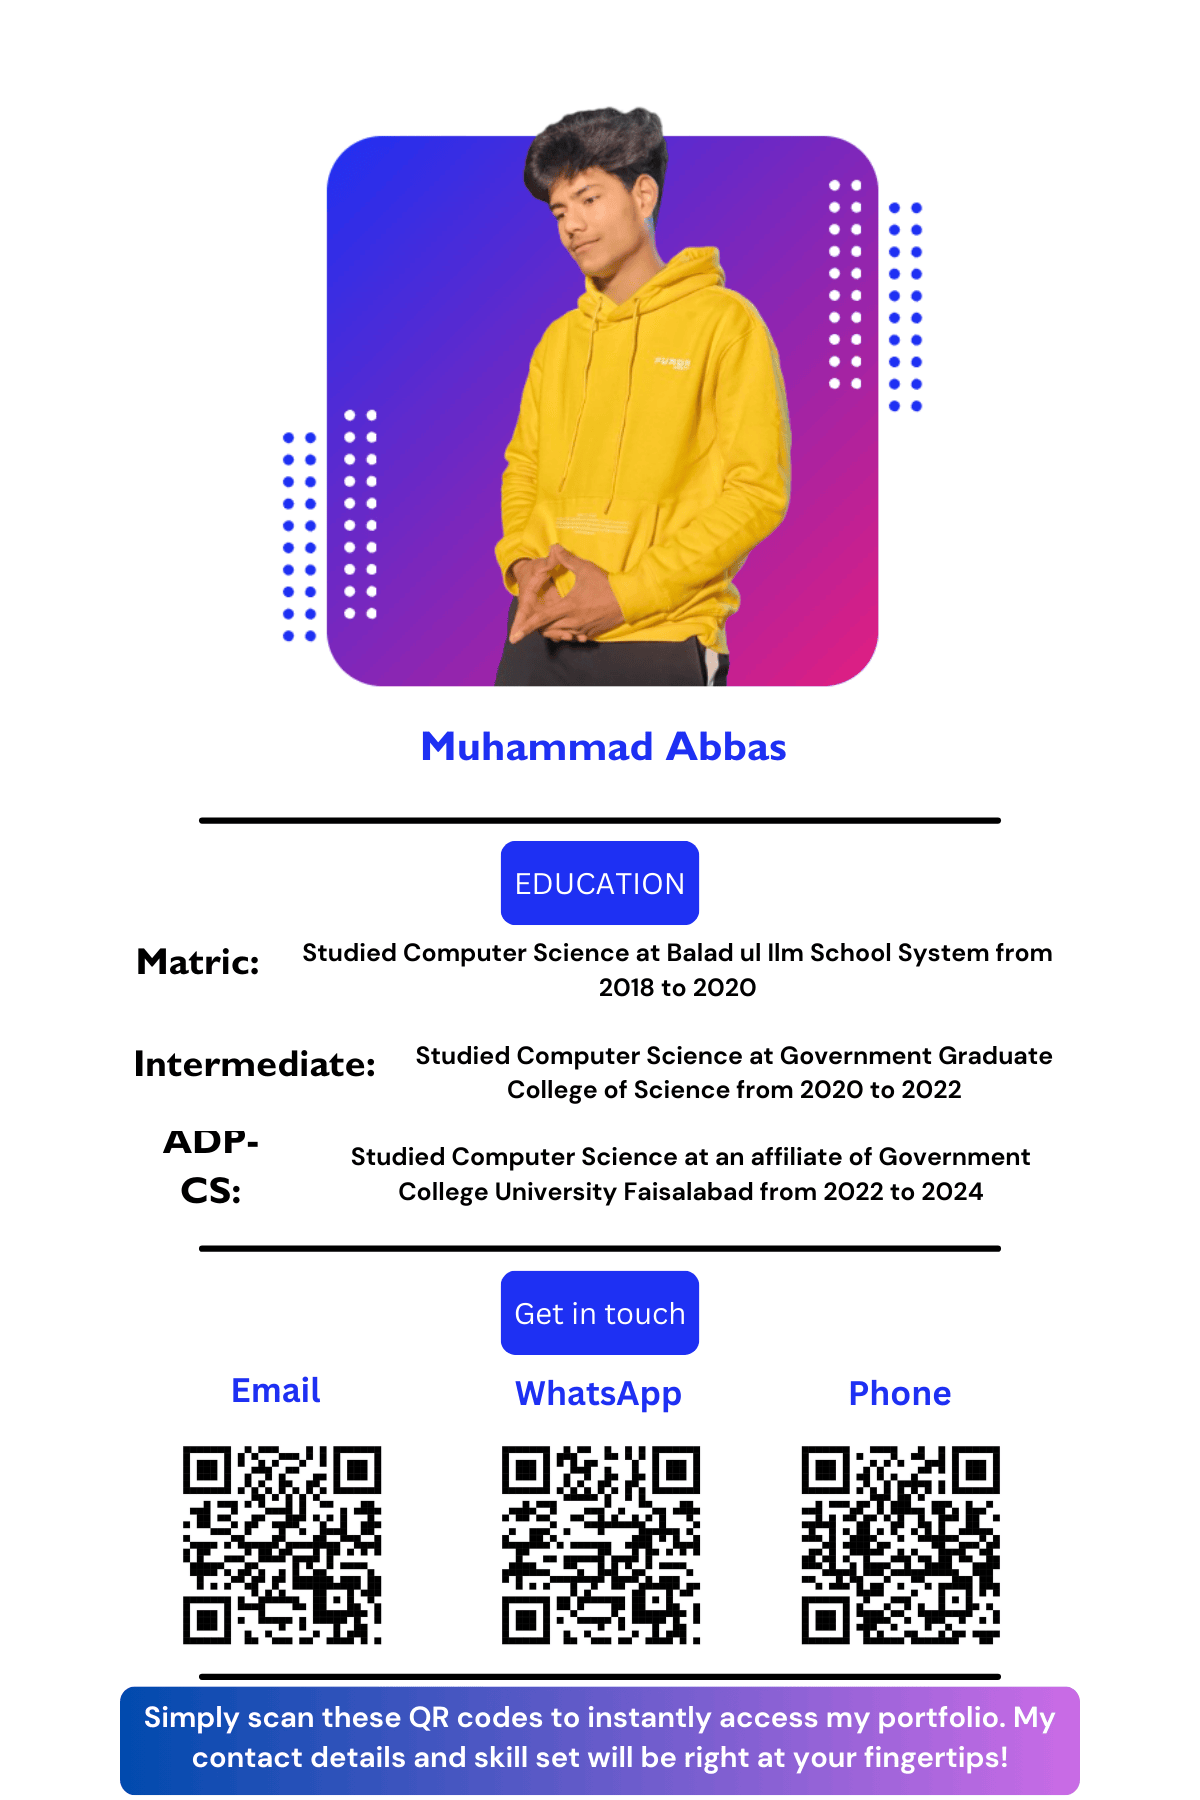 Muhammad Abbas
EDUCATION
Matric:
Studied Computer Science at Balad ul Ilm School System from
2018 to 2020
Intermediate:
Studied Computer Science at Government Graduate
College of Science from 2020 to 2022
ADP-
CS:
Studied Computer Science at an affiliate of Government
College University Faisalabad from 2022 to 2024
Get in touch
Email
WhatsApp
Phone
Simply scan these QR codes to instantly access my portfolio. My
contact details and skill set will be right at your fingertips!